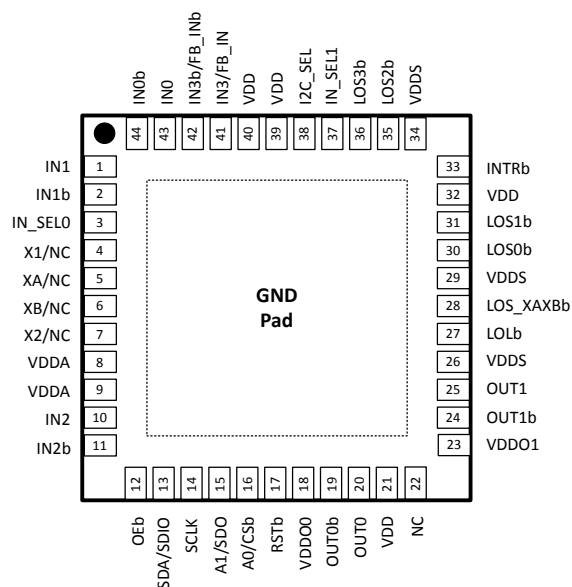 IN0b
IN0
IN3b/FB_INb
IN3/FB_IN
VDD
VDD
I2C_SEL
IN_SEL1
LOS3b
LOS2b
VDDS
44
43
42
41
40
39
38
37
36
35
34
IN1 1
IN1b 2
IN_SEL0 3
X1/NC 4
XA/NC 5
XB/NC 6
X2/NC 7
VDDA 8
VDDA 9
IN2 10
IN2b 11
GND
Pad
33 INTRb
32 VDD
31 LOS1b
30 LOS0b
29 VDDS
28 LOS_XAXBb
27 LOLb
26 VDDS
25 OUT1
24 OUT1b
23 VDDO1
12
13
14
15
16
17
18
19
20
21
22
OEb
SDA/SDIO
SCLK
A1/SDO
A0/CSb
RSTb
VDDO0
OUT0b
OUT0
VDD
NC